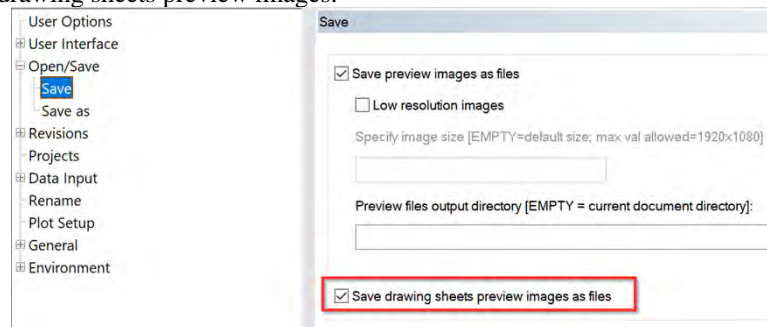 drawing sheets preview images.
User Options
User Interface
Open/Save
Save
Save as
Revisions
Projects
Data Input
Rename
Plot Setup
General
Environment
Save
Save preview images as files
Low resolution images
Specify image size [EMPTY=default size; max val allowed=1920x1080]
Preview files output directory [EMPTY = current document directory]:
Save drawing sheets preview images as files